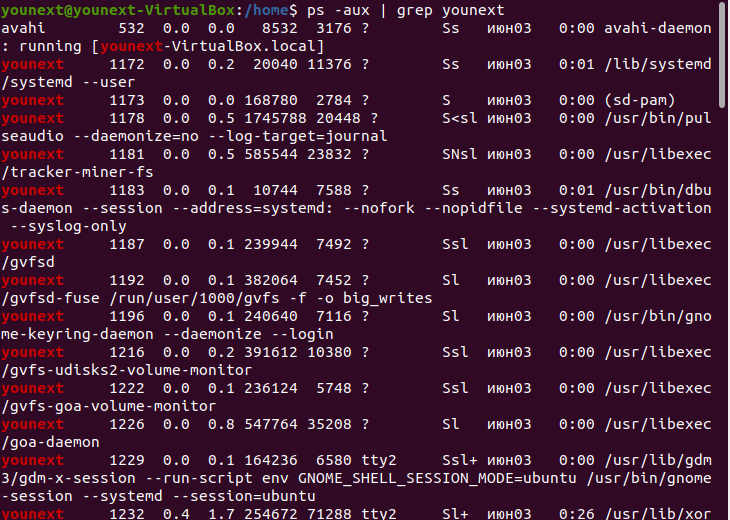 younext@younext-VirtualBox:/home$ ps -aux | grep younext
avahi        532  0.0  0.0   8532  3176 ?        Ss   июн03   0:00 avahi-daemon
: running [younext-VirtualBox.local]
younext     1172  0.0  0.2  20040 11376 ?        Ss   июн03   0:01 /lib/systemd
/systemd --user
younext     1173  0.0  0.0 168780  2784 ?        S    июн03   0:00 (sd-pam)
younext     1178  0.0  0.5 1745788 20448 ?       S<sl июн03   0:00 /usr/bin/pul
seaudio --daemonize=no --log-target=journal
younext     1181  0.0  0.5 585544 23832 ?        SNsl июн03   0:00 /usr/libexec
/tracker-miner-fs
younext     1183  0.0  0.1  10744  7588 ?        Ss   июн03   0:01 /usr/bin/dbu
s-daemon --session --address=systemd: --nofork --nopidfile --systemd-activation
 --syslog-only
younext     1187  0.0  0.1 239944  7492 ?        Ssl  июн03   0:00 /usr/libexec
/gvfsd
younext     1192  0.0  0.1 382064  7452 ?        Sl   июн03   0:00 /usr/libexec
/gvfsd-fuse /run/user/1000/gvfs -f -o big_writes
younext     1196  0.0  0.1 240640  7116 ?        Sl   июн03   0:00 /usr/bin/gno
me-keyring-daemon --daemonize --login
younext     1216  0.0  0.2 391612 10380 ?        Ssl  июн03   0:00 /usr/libexec
/gvfs-udisks2-volume-monitor
younext     1222  0.0  0.1 236124  5748 ?        Ssl  июн03   0:00 /usr/libexec
/gvfs-goa-volume-monitor
younext     1226  0.0  0.8 547764 35208 ?        Sl   июн03   0:00 /usr/libexec
/goa-daemon
younext     1229  0.0  0.1 164236  6580 tty2     Ssl+ июн03   0:00 /usr/lib/gdm
3/gdm-x-session --run-script env GNOME_SHELL_SESSION_MODE=ubuntu /usr/bin/gnome
-session --systemd --session=ubuntu
younext     1232  0.4  1.7 254672 71288 tty2     Sl+  июн03   0:26 /usr/lib/xor